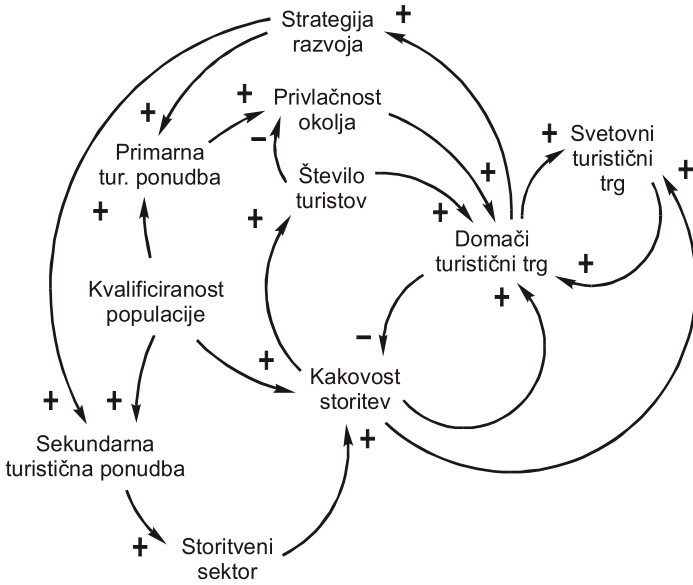 Strategija
razvoja
+
+
Privlačnost
okolja
+
–
Primarna
tur. ponudba
+
Število
turistov
+
+
+
Svetovni
turistični
trg
+
+
Domači
turistični trg
+
+
+
Kvalificiranost
populacije
–
+
Kakovost
storitev
+
+
+
Sekundarna
turistična ponudba
+
Storitveni
sektor